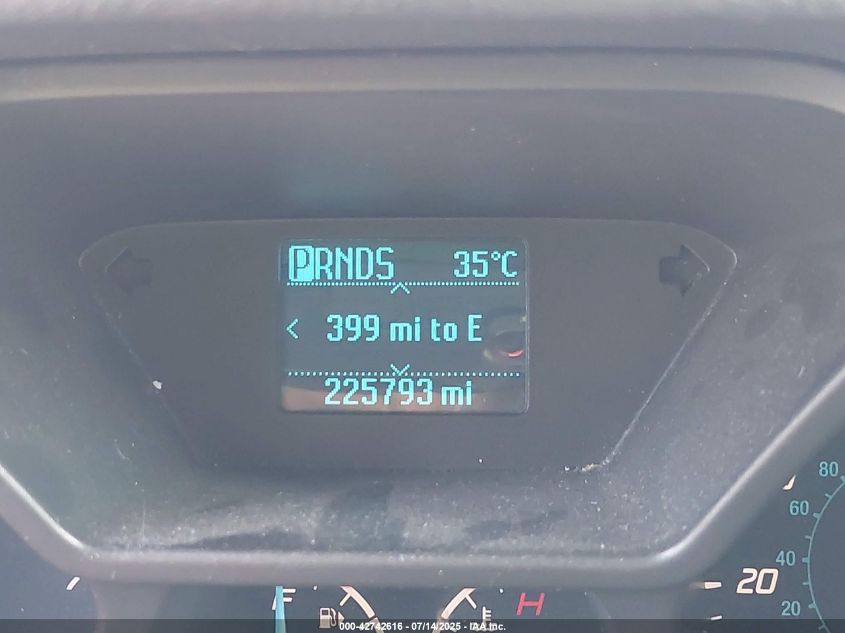 PRNDS 35°C
< 399 mi to E
225793 mi
80
60
40
20
20
F
H
000-42742616 - 07/14/2025 - IAA Inc.